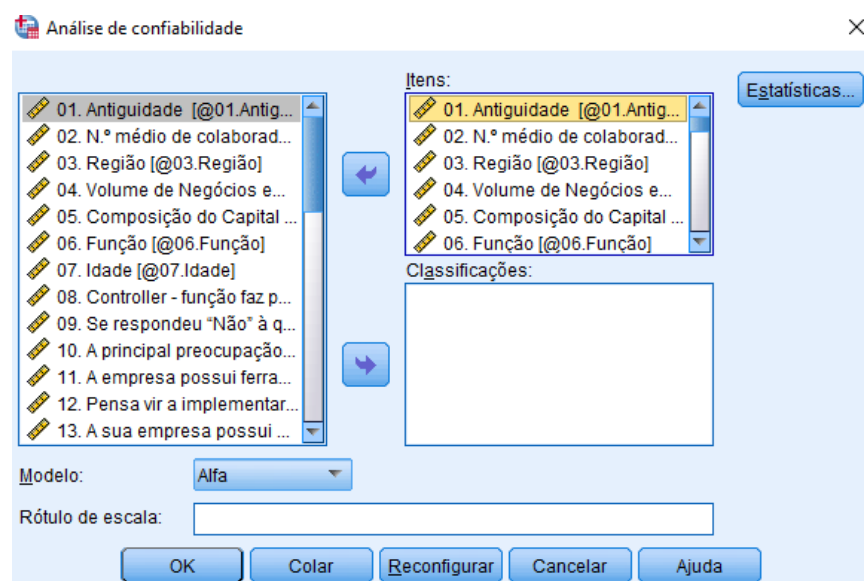 Análise de confiabilidade
01. Antiguidade [@01.Antig...
02. N.º médio de colaborad...
03. Região [@03.Região]
04. Volume de Negócios e...
05. Composição do Capital ...
06. Função [@06.Função]
07. Idade [@07.Idade]
08. Controller - função faz p...
09. Se respondeu “Não” à q...
10. A principal preocupação...
11. A empresa possui ferra...
12. Pensa vir a implementar...
13. A sua empresa possui ...
Itens:
01. Antiguidade [@01.Antig...
02. N.º médio de colaborad...
03. Região [@03.Região]
04. Volume de Negócios e...
05. Composição do Capital ...
06. Função [@06.Função]
Classificações:
Estatísticas...
Modelo:
Alfa
Rótulo de escala:
OK
Colar
Reconfigurar
Cancelar
Ajuda